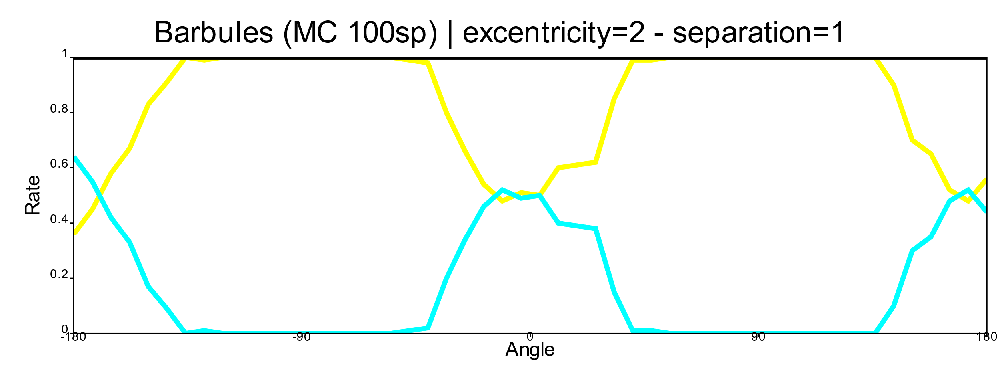 Barbules (MC 100sp) | excentricity=2 - separation=1
1
0.8
0.6
0.4
0.2
0
Rate
-180 -90 0 90 180
Angle